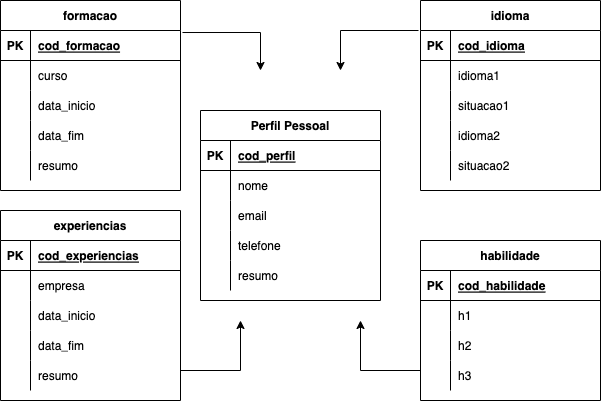 formacao
PK cod_formacao
curso
data_inicio
data_fim
resumo
idioma
PK cod_idioma
idioma1
situacao1
idioma2
situacao2
Perfil Pessoal
PK cod_perfil
nome
email
telefone
resumo
experiencias
PK cod_experiencias
empresa
data_inicio
data_fim
resumo
habilidade
PK cod_habilidade
h1
h2
h3